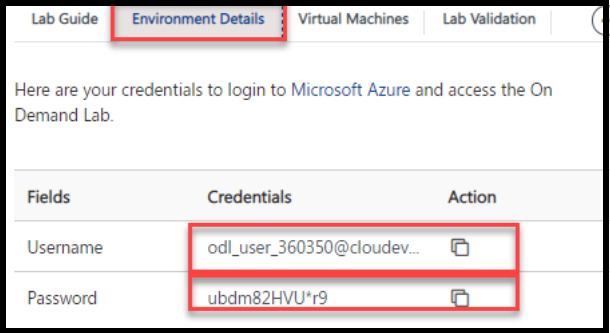 Lab Guide Environment Details Virtual Machines Lab Validation
Here are your credentials to login to Microsoft Azure and access the On
Demand Lab.
Fields Credentials Action
Username odl_user_360350@cloudev...
Password ubdm82HVU*r9